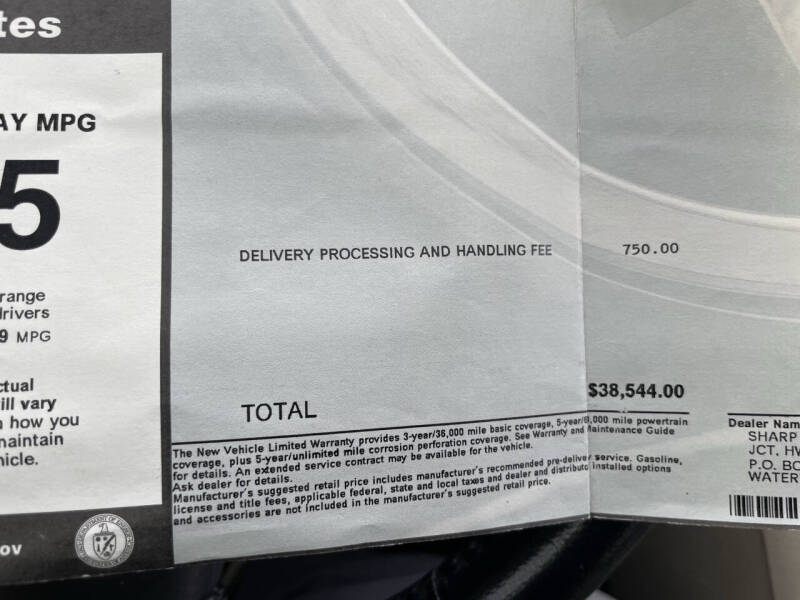 tes
AY MPG
5
range
drivers
9 MPG
ctual
ill vary
how you
maintain
hicle.
ov
DELIVERY PROCESSING AND HANDLING FEE 750.00
TOTAL $38,544.00
The New Vehicle Limited Warranty provides 3-year/36,000 mile basic coverage, 5-year/ ,000 mile powertrain
coverage, plus 5-year/unlimited mile corrosion perforation coverage. See Warranty and Maintenance Guide
for details. An extended service contract may be available for the vehicle.
Ask dealer for details.
Manufacturer's suggested retail price includes manufacturer's recommended pre-delivery service. Gasoline,
license and title fees, applicable federal, state and local taxes and dealer and distributo installed options
and accessories are not included in the manufacturer's suggested retail price.
Dealer Nam
SHARP
JCT. HW
P.O. BO
WATER